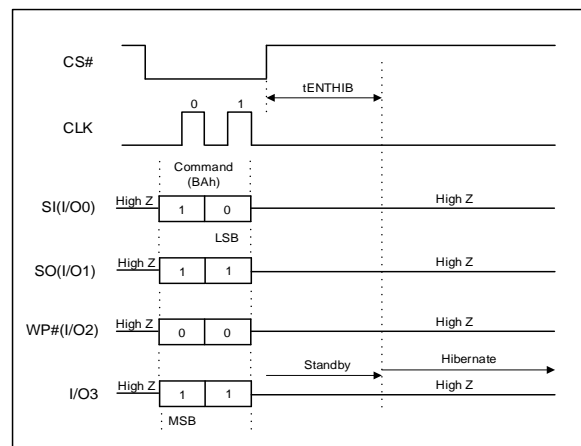 CS#
tENTHIB
0 1
CLK
Command
(BAh)
SI(I/O0) High Z 1 0 High Z
LSB
SO(I/O1) High Z 1 1 High Z
WP#(I/O2) High Z 0 0 High Z
Standby Hibernate
I/O3 High Z 1 1 High Z
MSB